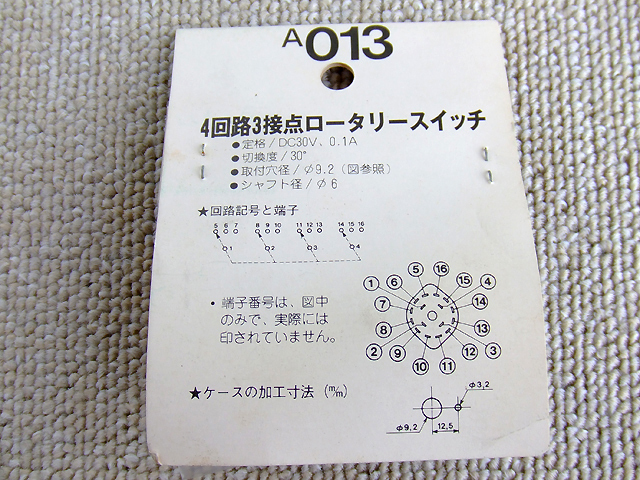 A013
4回路3接点ロータリースイッチ
●定格/DC30V、0.1A
●切換度/30°
●取付穴径/φ9.2（図参照）
●シャフト径/φ6
★回路記号と端子
5 6 7 8 9 10 11 12 13 14 15 16
1 2 3 4
5 16
1 6 15 4
7 14
8 13
2 9 12 3
10 11
・端子番号は、図中
のみで、実際には
印されていません。
★ケースの加工寸法（m/m）
φ3,2
φ9,2 12,5